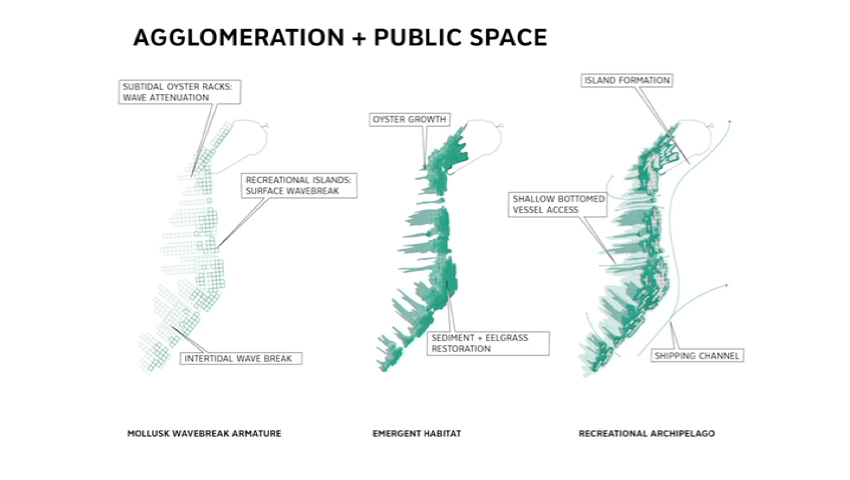 AGGLOMERATION + PUBLIC SPACE
SUBTIDAL OYSTER RACKS:
WAVE ATTENUATION
RECREATIONAL ISLANDS:
SURFACE WAVEBREAK
INTERTIDAL WAVE BREAK
MOLLUSK WAVEBREAK ARMATURE
OYSTER GROWTH
SEDIMENT + EELGRASS
RESTORATION
EMERGENT HABITAT
ISLAND FORMATION
SHALLOW BOTTOMED
VESSEL ACCESS
SHIPPING CHANNEL
RECREATIONAL ARCHIPELAGO